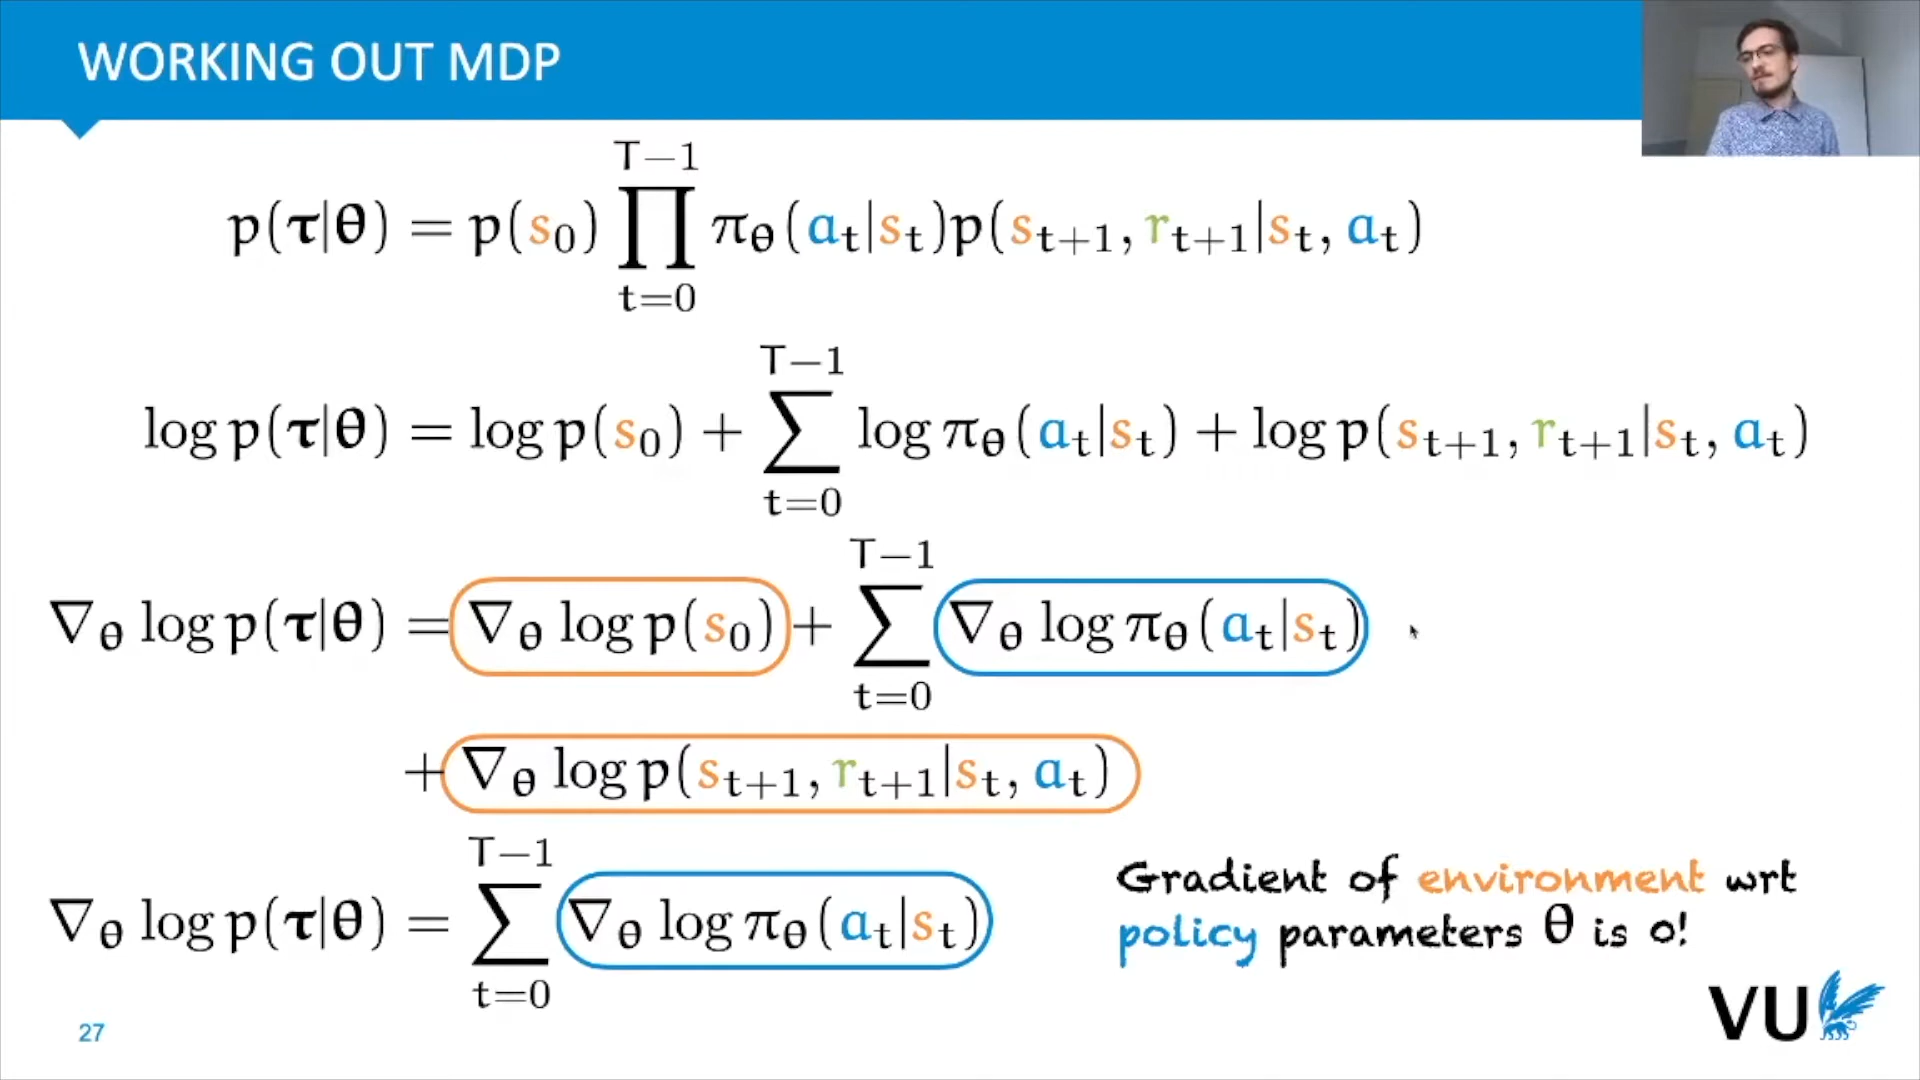 WORKING OUT MDP
p(τ|θ) = p(s₀) ∏_{t=0}^{T−1} π_θ(a_t|s_t)p(s_{t+1}, r_{t+1}|s_t, a_t)
log p(τ|θ) = log p(s₀) + ∑_{t=0}^{T−1} log π_θ(a_t|s_t) + log p(s_{t+1}, r_{t+1}|s_t, a_t)
∇_θ log p(τ|θ) = ∇_θ log p(s₀) + ∑_{t=0}^{T−1} ∇_θ log π_θ(a_t|s_t)
+ ∇_θ log p(s_{t+1}, r_{t+1}|s_t, a_t)
∇_θ log p(τ|θ) = ∑_{t=0}^{T−1} ∇_θ log π_θ(a_t|s_t)
Gradient of environment wrt
policy parameters θ is 0!
27
VU